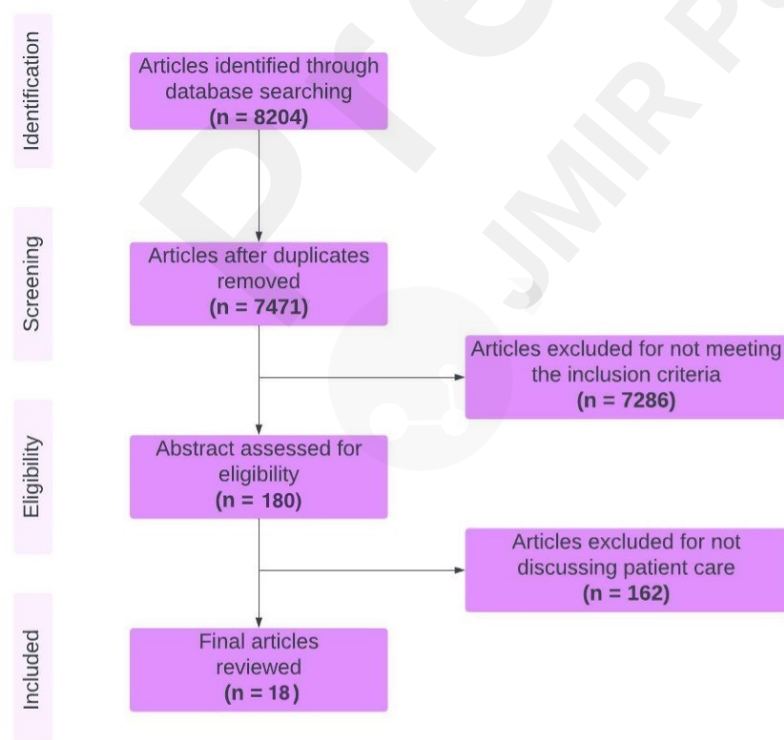 Identification
Articles identified through
database searching
(n = 8204)
Screening
Articles after duplicates
removed
(n = 7471)
Articles excluded for not meeting
the inclusion criteria
(n = 7286)
Eligibility
Abstract assessed for
eligibility
(n = 180)
Articles excluded for not
discussing patient care
(n = 162)
Included
Final articles
reviewed
(n = 18)
Pre
JMIR